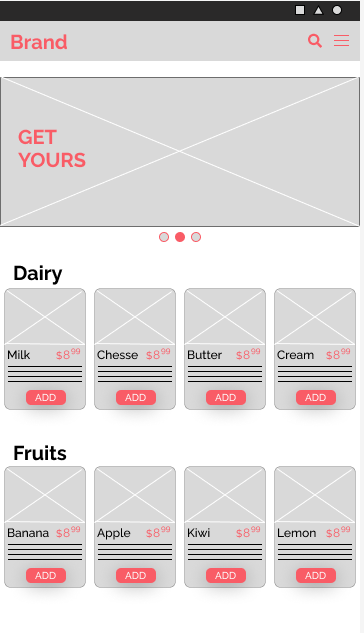 Brand
GET
YOURS
Dairy
Milk $8⁹⁹ Chesse $8⁹⁹ Butter $8⁹⁹ Cream $8⁹⁹
ADD ADD ADD ADD
Fruits
Banana $8⁹⁹ Apple $8⁹⁹ Kiwi $8⁹⁹ Lemon $8⁹⁹
ADD ADD ADD ADD